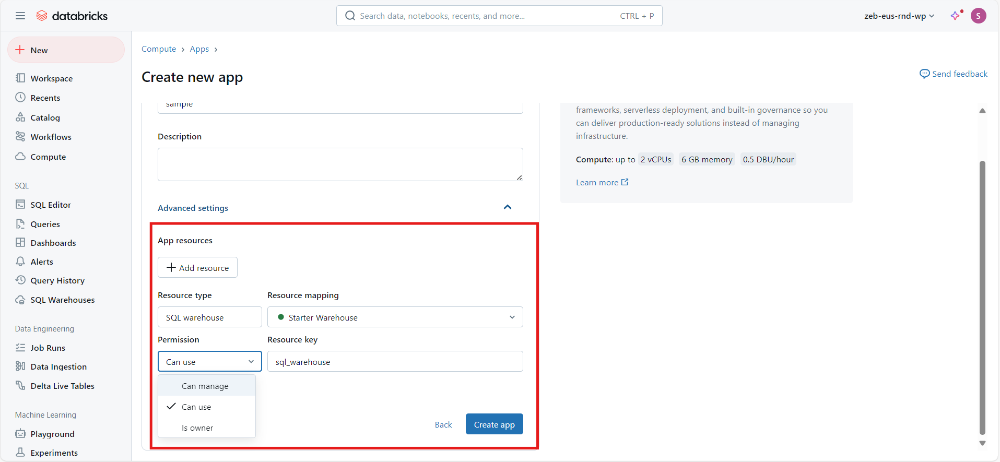 databricks
Search data, notebooks, recents, and more...
CTRL + P
zeb-eus-rnd-wp
S
New
Workspace
Recents
Catalog
Workflows
Compute
SQL
SQL Editor
Queries
Dashboards
Alerts
Query History
SQL Warehouses
Data Engineering
Job Runs
Data Ingestion
Delta Live Tables
Machine Learning
Playground
Experiments
Compute > Apps >
Create new app
Send feedback
sample
Description
Advanced settings
App resources
Add resource
Resource type
Resource mapping
SQL warehouse
Starter Warehouse
Permission
Resource key
Can use
sql_warehouse
Can manage
Can use
Is owner
Back
Create app
frameworks, serverless deployment, and built-in governance so you
can deliver production-ready solutions instead of managing
infrastructure.
Compute: up to 2 vCPUs 6 GB memory 0.5 DBU/hour
Learn more